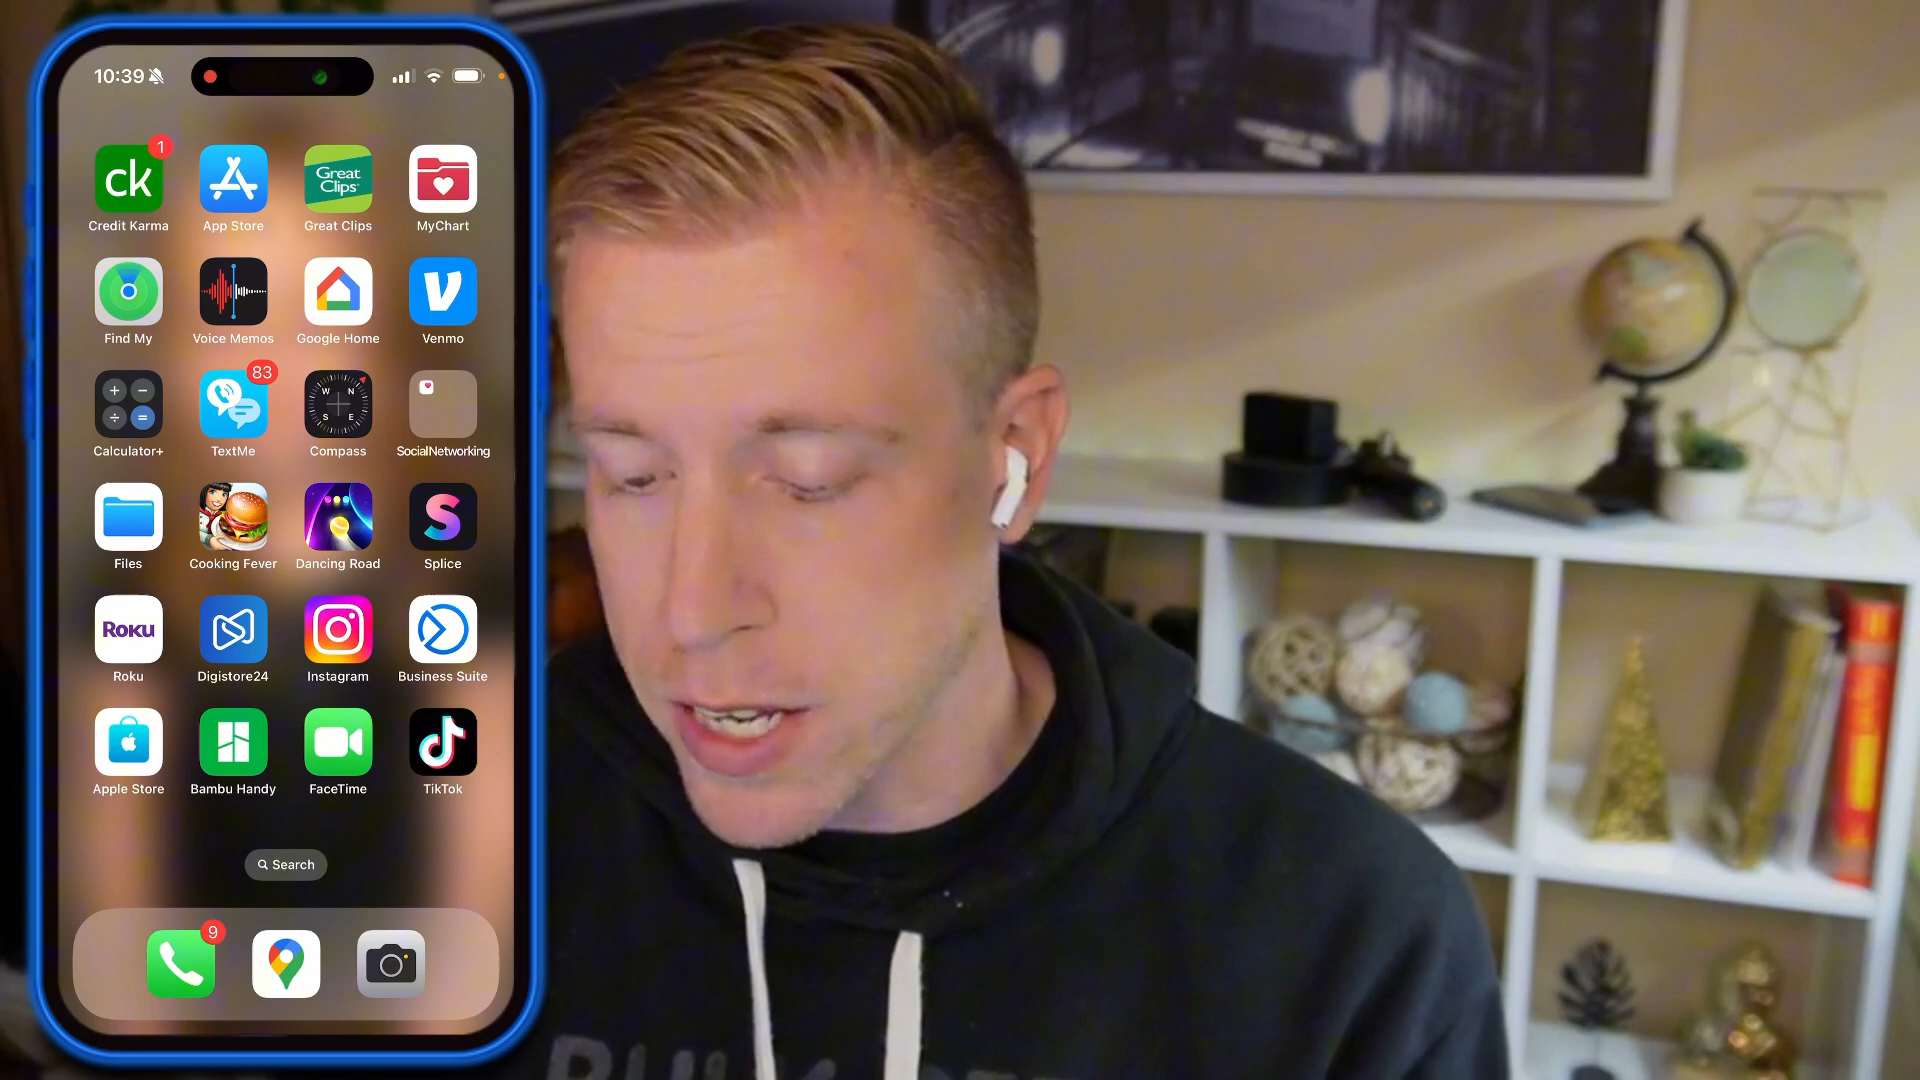 10:39
1
ck
Great
Clips
Credit Karma
App Store
Great Clips
MyChart
Find My
Voice Memos
Google Home
Venmo
83
W N
S E
Calculator+
TextMe
Compass
SocialNetworking
Files
Cooking Fever
Dancing Road
Splice
ROKU
Roku
Digistore24
Instagram
Business Suite
Apple Store
Bambu Handy
FaceTime
TikTok
Search
9